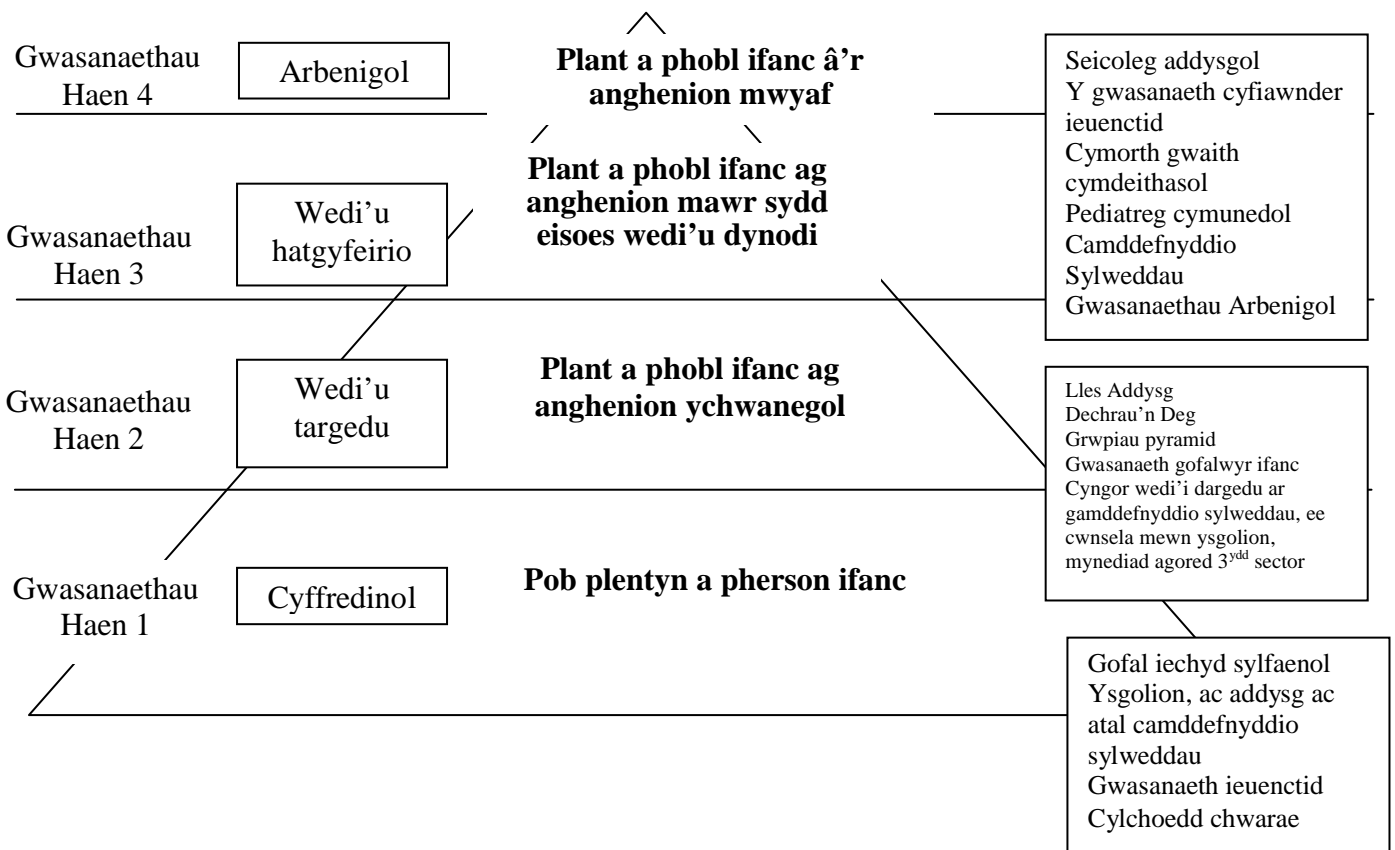 Gwasanaethau
Haen 4
Arbenigol
Plant a phobl ifanc â'r
anghenion mwyaf
Seicoleg addysgol
Y gwasanaeth cyfiawnder
ieuenctid
Cymorth gwaith
cymdeithasol
Pediatreg cymunedol
Camddefnyddio
Sylweddau
Gwasanaethau Arbenigol
Gwasanaethau
Haen 3
Wedi'u
hatgyfeirio
Plant a phobl ifanc ag
anghenion mawr sydd
eisoes wedi'u dynodi
Gwasanaethau
Haen 2
Wedi'u
targedu
Plant a phobl ifanc ag
anghenion ychwanegol
Lles Addysg
Dechrau'n Deg
Grwpiau pyramid
Gwasanaeth gofalwyr ifanc
Cyngor wedi'i dargedu ar
gamddefnyddio sylweddau, ee
cwnsela mewn ysgolion,
mynediad agored 3ydd sector
Gwasanaethau
Haen 1
Cyffredinol
Pob plentyn a pherson ifanc
Gofal iechyd sylfaenol
Ysgolion, ac addysg ac
atal camddefnyddio
sylweddau
Gwasanaeth ieuenctid
Cylchoedd chwarae